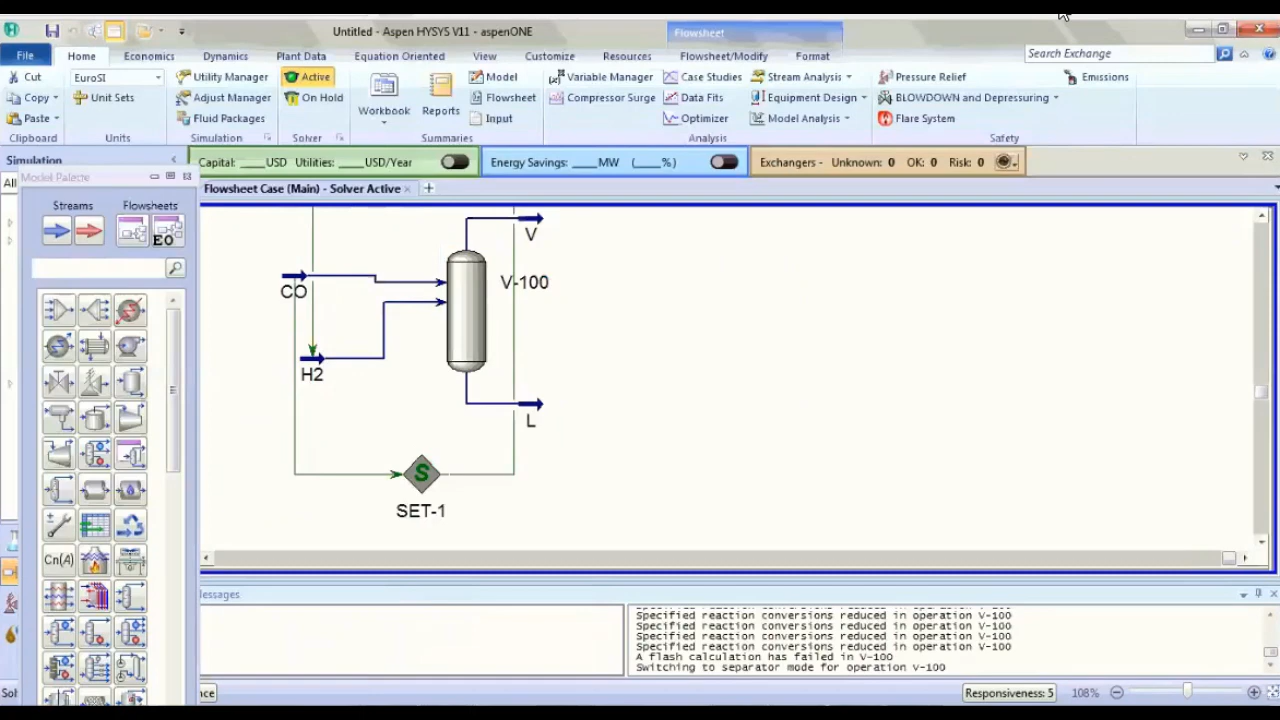 Untitled - Aspen HYSYS V11 - aspenONE
Flowsheet
File Home Economics Dynamics Plant Data Equation Oriented View Customize Resources Flowsheet/Modify Format
Search Exchange
Cut
Copy
Paste
Clipboard
EuroSI
Unit Sets
Units
Utility Manager
Adjust Manager
Fluid Packages
Simulation
Active
On Hold
Solver
Workbook
Reports
Model
Flowsheet
Input
Summaries
Variable Manager
Compressor Surge
Case Studies
Data Fits
Optimizer
Stream Analysis
Equipment Design
Model Analysis
Analysis
Pressure Relief
BLOWDOWN and Depressuring
Flare System
Emissions
Safety
Simulation
Capital: ____USD Utilities: ____USD/Year
Energy Savings: ____MW (____%)
Exchangers - Unknown: 0 OK: 0 Risk: 0
All
Model Palette
Flowsheet Case (Main) - Solver Active
Streams Flowsheets
EO
Cn(A)
V
V-100
CO
H2
L
S
SET-1
Messages
Specified reaction conversions reduced in operation V-100
Specified reaction conversions reduced in operation V-100
Specified reaction conversions reduced in operation V-100
Specified reaction conversions reduced in operation V-100
A flash calculation has failed in V-100
Switching to separator mode for operation V-100
Sol
nce
Responsiveness: 5
108%